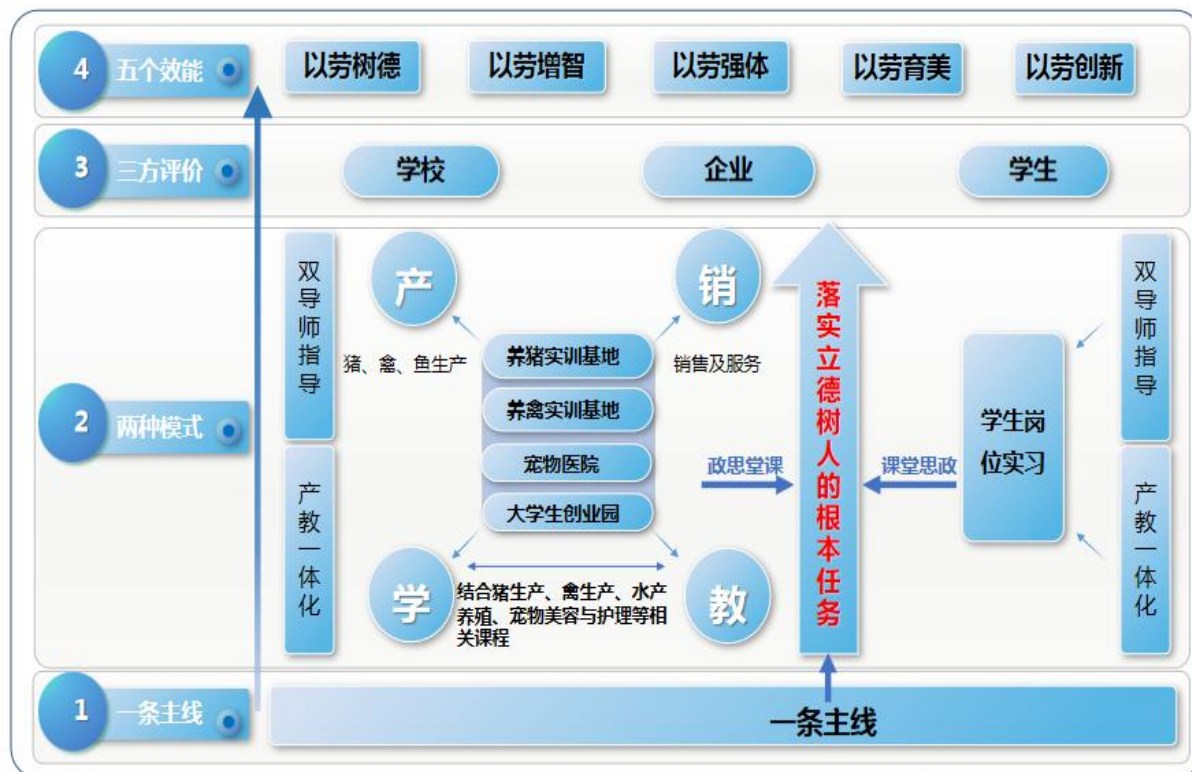 4
五个效能
以劳树德
以劳增智
以劳强体
以劳育美
以劳创新
3
三方评价
学校
企业
学生
2
两种模式
双导师指导
产教一体化
产
猪、禽、鱼生产
销
销售及服务
养猪实训基地
养禽实训基地
宠物医院
大学生创业园
学
教
结合猪生产、禽生产、水产
养殖、宠物美容与护理等相
关课程
政思堂课
落实立德树人的根本任务
课堂思政
学生岗
位实习
双导师指导
产教一体化
1
一条主线
一条主线